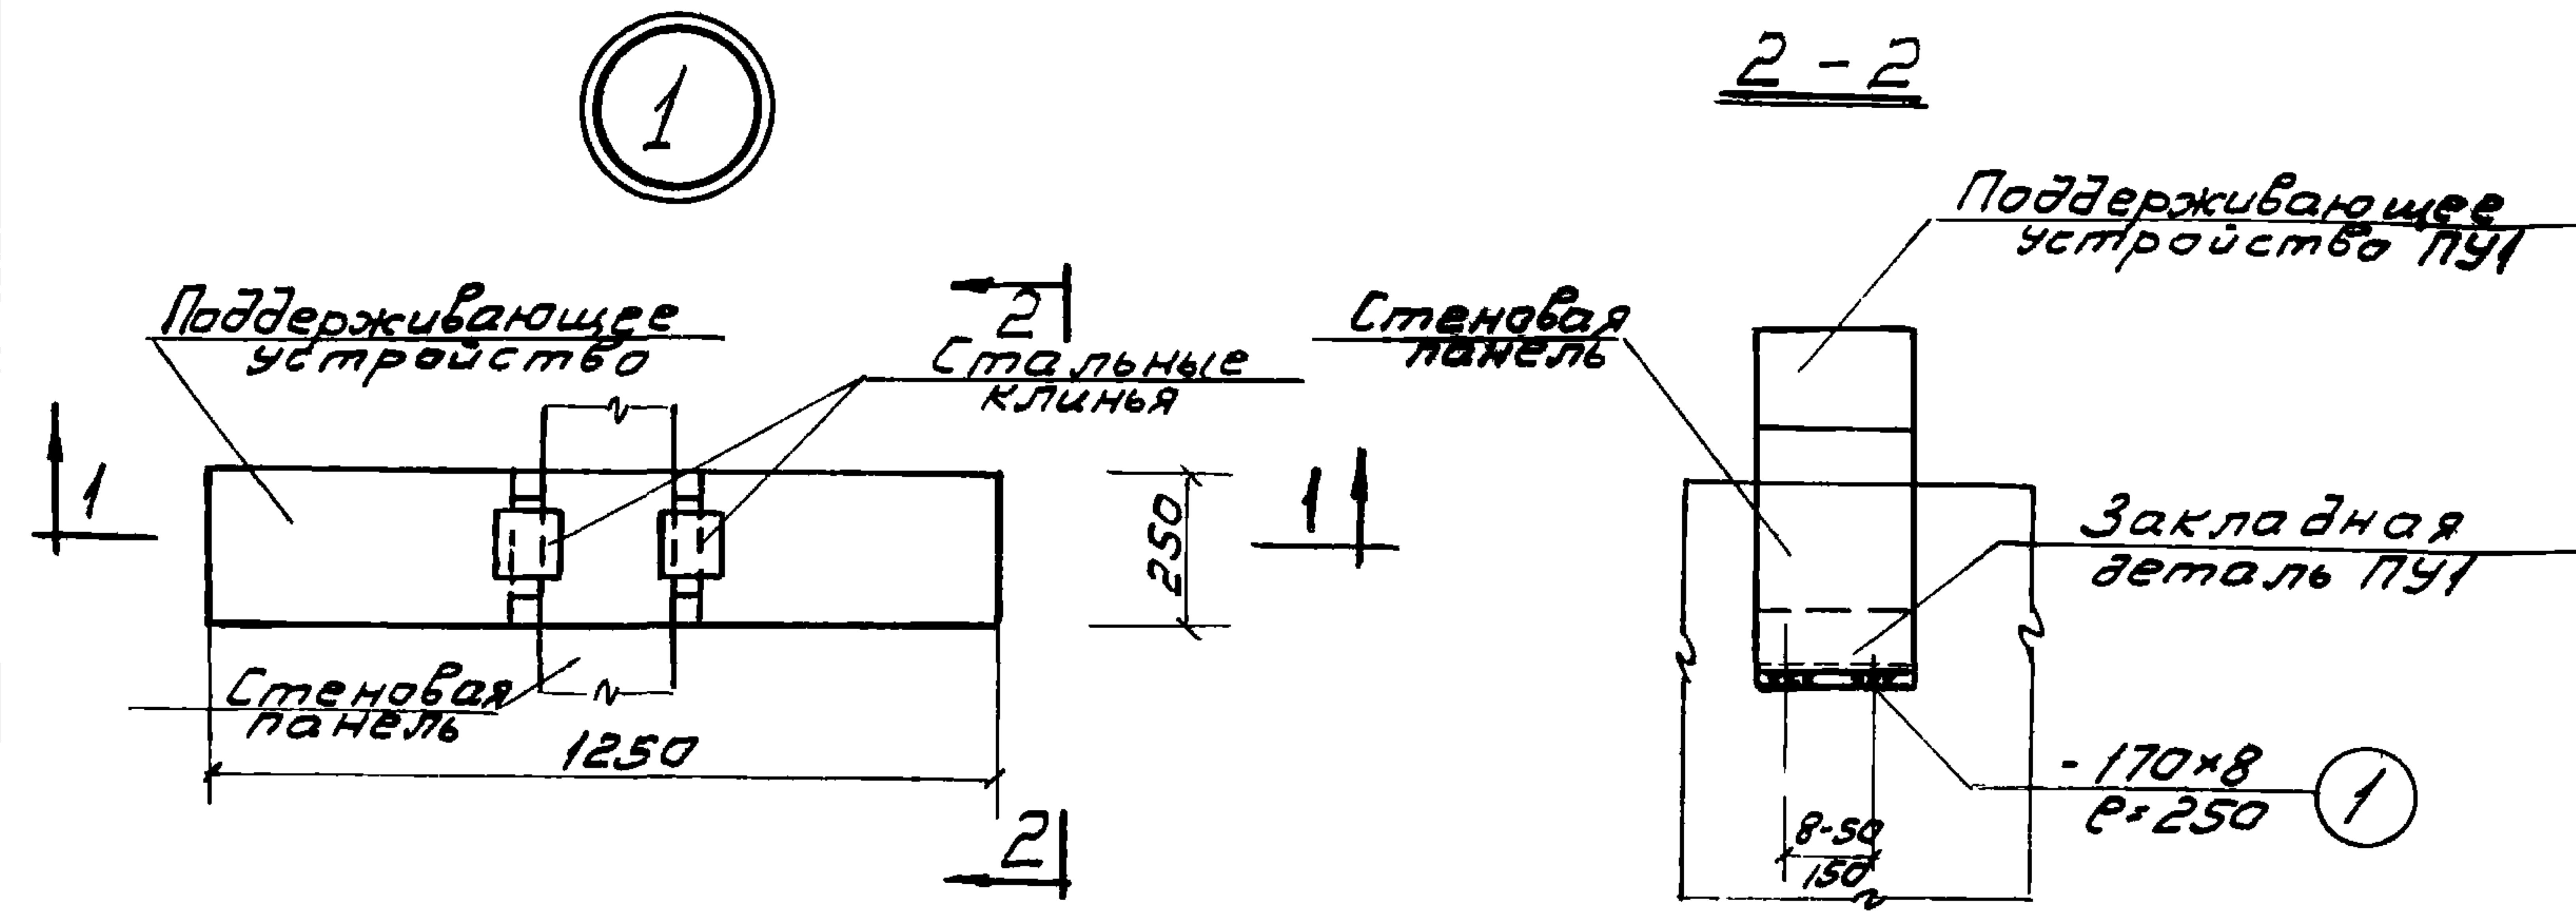 1
2 - 2
Поддерживающее
устройство ПУ1
Поддерживающее
устройство
2
Стальные
клинья
Стеновая
панель
1
1
250
Закладная
деталь ПУ1
Стеновая
панель
1250
2
-170×8
ℓ=250
1
8-50
150